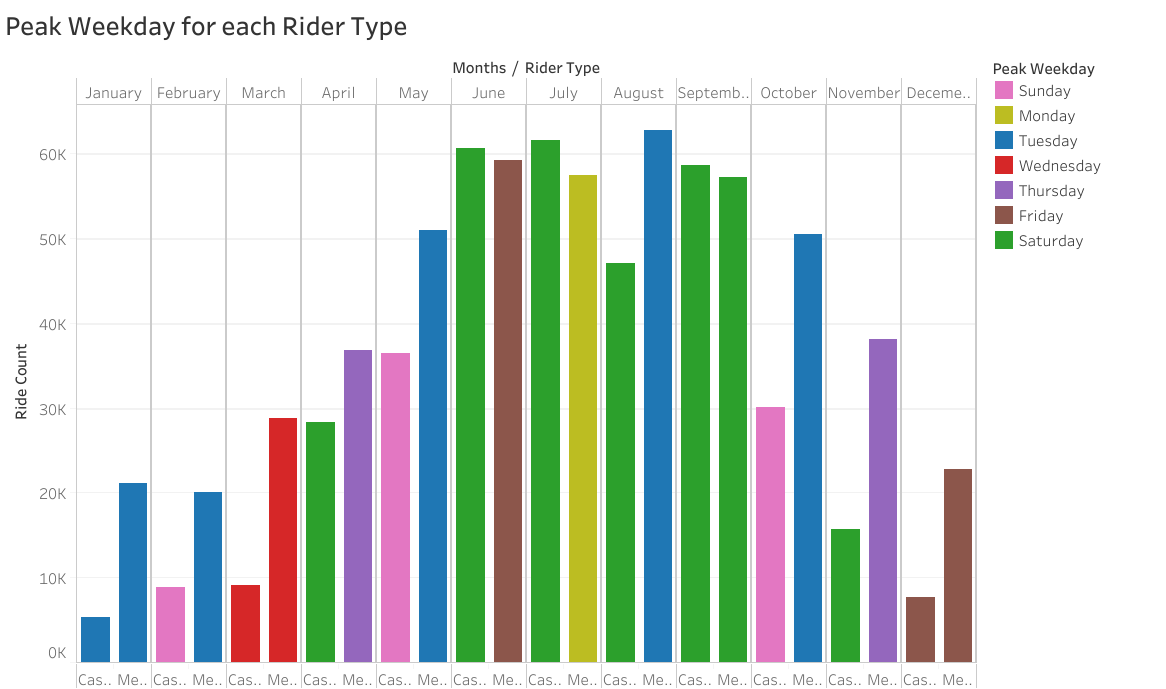 Peak Weekday for each Rider Type
Months / Rider Type
January February March April May June July August Septemb.. October November Deceme..
60K
50K
40K
30K
20K
10K
0K
Ride Count
Cas.. Me.. Cas.. Me.. Cas.. Me.. Cas.. Me.. Cas.. Me.. Cas.. Me.. Cas.. Me.. Cas.. Me.. Cas.. Me.. Cas.. Me.. Cas.. Me.. Cas.. Me..
Peak Weekday
Sunday
Monday
Tuesday
Wednesday
Thursday
Friday
Saturday